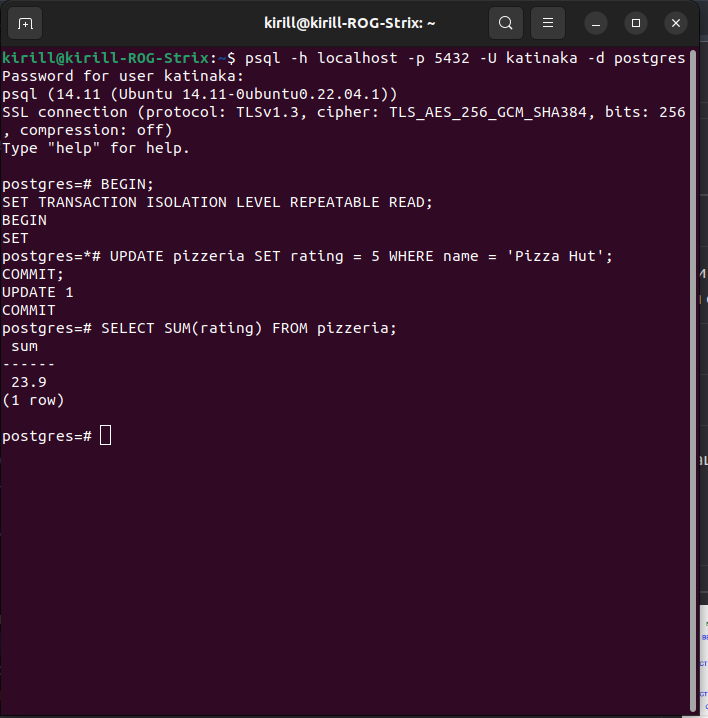 kirill@kirill-ROG-Strix: ~
kirill@kirill-ROG-Strix:~$ psql -h localhost -p 5432 -U katinaka -d postgres
Password for user katinaka:
psql (14.11 (Ubuntu 14.11-0ubuntu0.22.04.1))
SSL connection (protocol: TLSv1.3, cipher: TLS_AES_256_GCM_SHA384, bits: 256
, compression: off)
Type "help" for help.
postgres=# BEGIN;
SET TRANSACTION ISOLATION LEVEL REPEATABLE READ;
BEGIN
SET
postgres=*# UPDATE pizzeria SET rating = 5 WHERE name = 'Pizza Hut';
COMMIT;
UPDATE 1
COMMIT
postgres=# SELECT SUM(rating) FROM pizzeria;
 sum
------
 23.9
(1 row)
postgres=#